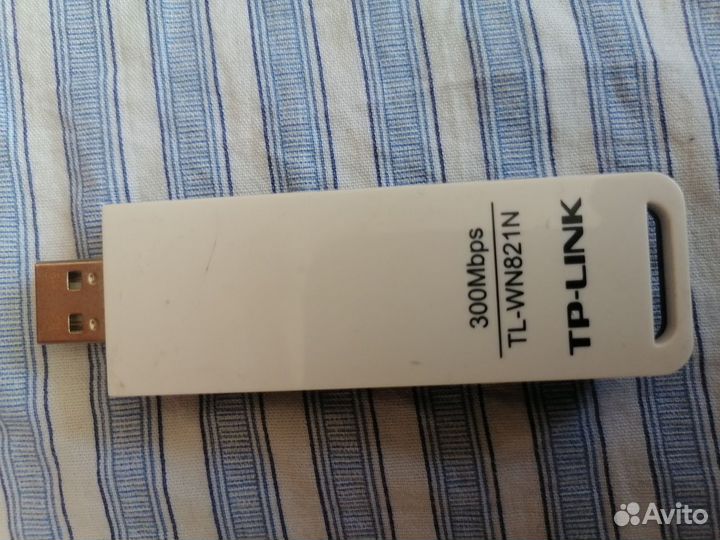 300Mbps
TL-WN821N
TP-LINK
Avito